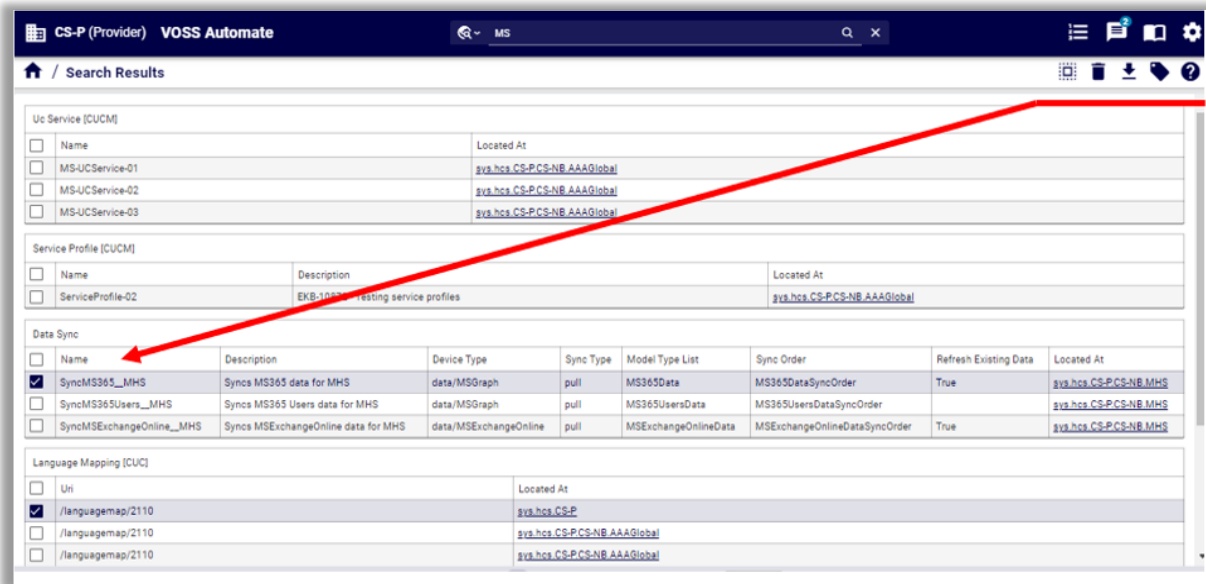 CS-P (Provider) VOSS Automate MS 2
/ Search Results
Uc Service [CUCM]
Name Located At
MS-UCService-01 sys.hcs.CS-P.CS-NB.AAAGlobal
MS-UCService-02 sys.hcs.CS-P.CS-NB.AAAGlobal
MS-UCService-03 sys.hcs.CS-P.CS-NB.AAAGlobal
Service Profile [CUCM]
Name Description Located At
ServiceProfile-02 Testing service profiles sys.hcs.CS-P.CS-NB.AAAGlobal
Data Sync
Name Description Device Type Sync Type Model Type List Sync Order Refresh Existing Data Located At
SyncMS365__MHS Syncs MS365 data for MHS data/MSGraph pull MS365Data MS365DataSyncOrder True sys.hcs.CS-P.CS-NB.MHS
SyncMS365Users__MHS Syncs MS365 Users data for MHS data/MSGraph pull MS365UsersData MS365UsersDataSyncOrder sys.hcs.CS-P.CS-NB.MHS
SyncMSExchangeOnline__MHS Syncs MSExchangeOnline data for MHS data/MSExchangeOnline pull MSExchangeOnlineData MSExchangeOnlineDataSyncOrder True sys.hcs.CS-P.CS-NB.MHS
Language Mapping [CUC]
Uri Located At
/languagemap/2110 sys.hcs.CS-P
/languagemap/2110 sys.hcs.CS-P.CS-NB.AAAGlobal
/languagemap/2110 sys.hcs.CS-P.CS-NB.AAAGlobal